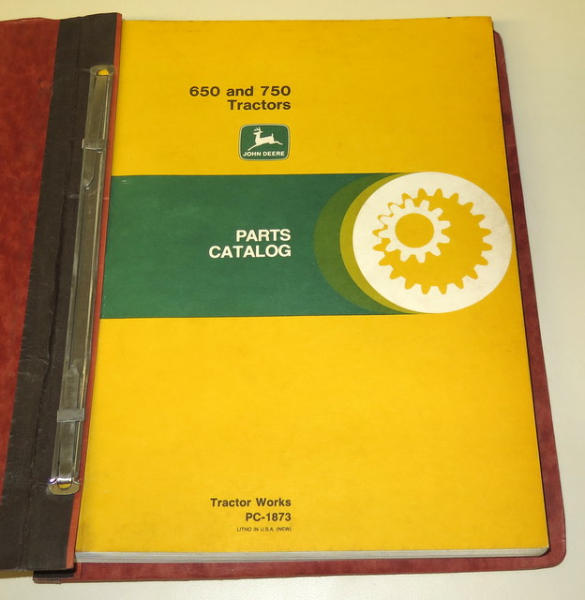 650 and 750
Tractors
JOHN DEERE
PARTS
CATALOG
Tractor Works
PC-1873
LITHO IN U.S.A. (NEW)